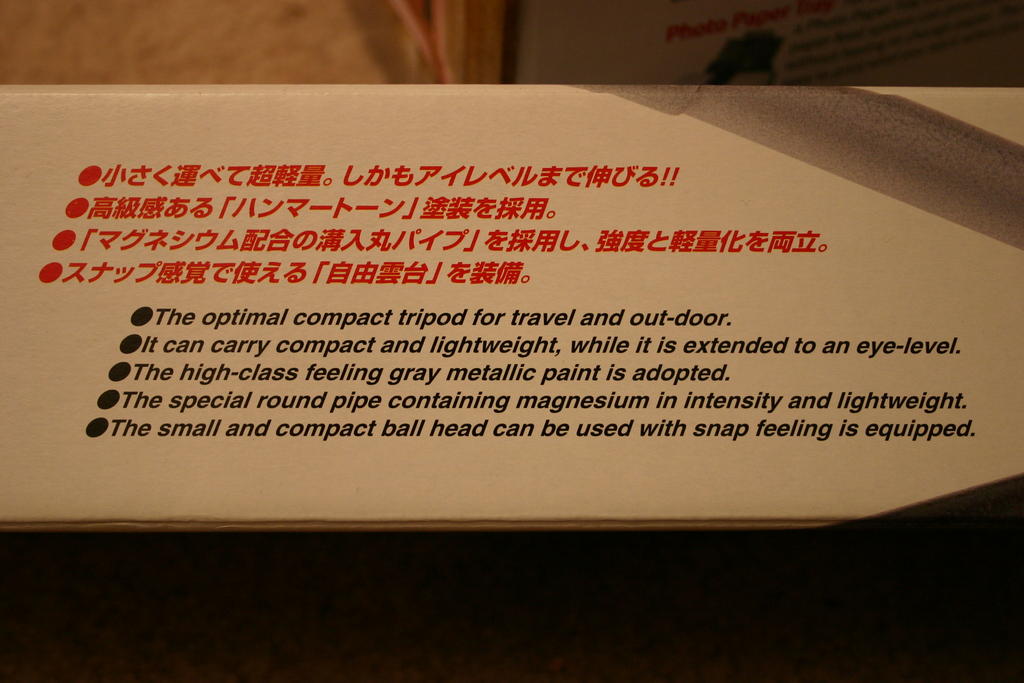 Photo Paper Tray
●小さく運べて超軽量。しかもアイレベルまで伸びる!!
●高級感ある「ハンマートーン」塗装を採用。
●「マグネシウム配合の溝入丸パイプ」を採用し、強度と軽量化を両立。
●スナップ感覚で使える「自由雲台」を装備。
●The optimal compact tripod for travel and out-door.
●It can carry compact and lightweight, while it is extended to an eye-level.
●The high-class feeling gray metallic paint is adopted.
●The special round pipe containing magnesium in intensity and lightweight.
●The small and compact ball head can be used with snap feeling is equipped.